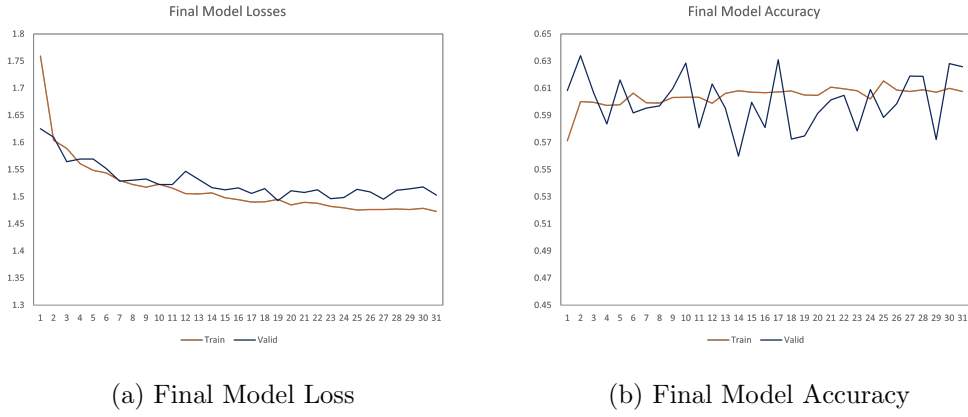 Final Model Losses
1.8
1.7
1.65
1.6
1.55
1.5
1.45
1.4
1.3
1 2 3 4 5 6 7 8 9 10 11 12 13 14 15 16 17 18 19 20 21 22 23 24 25 26 27 28 29 30 31
Train Valid
(a) Final Model Loss
Final Model Accuracy
0.65
0.63
0.61
0.59
0.57
0.53
0.51
0.49
0.49
0.47
0.45
1 2 3 4 5 6 7 8 9 10 11 12 13 14 15 16 17 18 19 20 21 22 23 24 25 26 27 28 29 30 31
Train Valid
(b) Final Model Accuracy